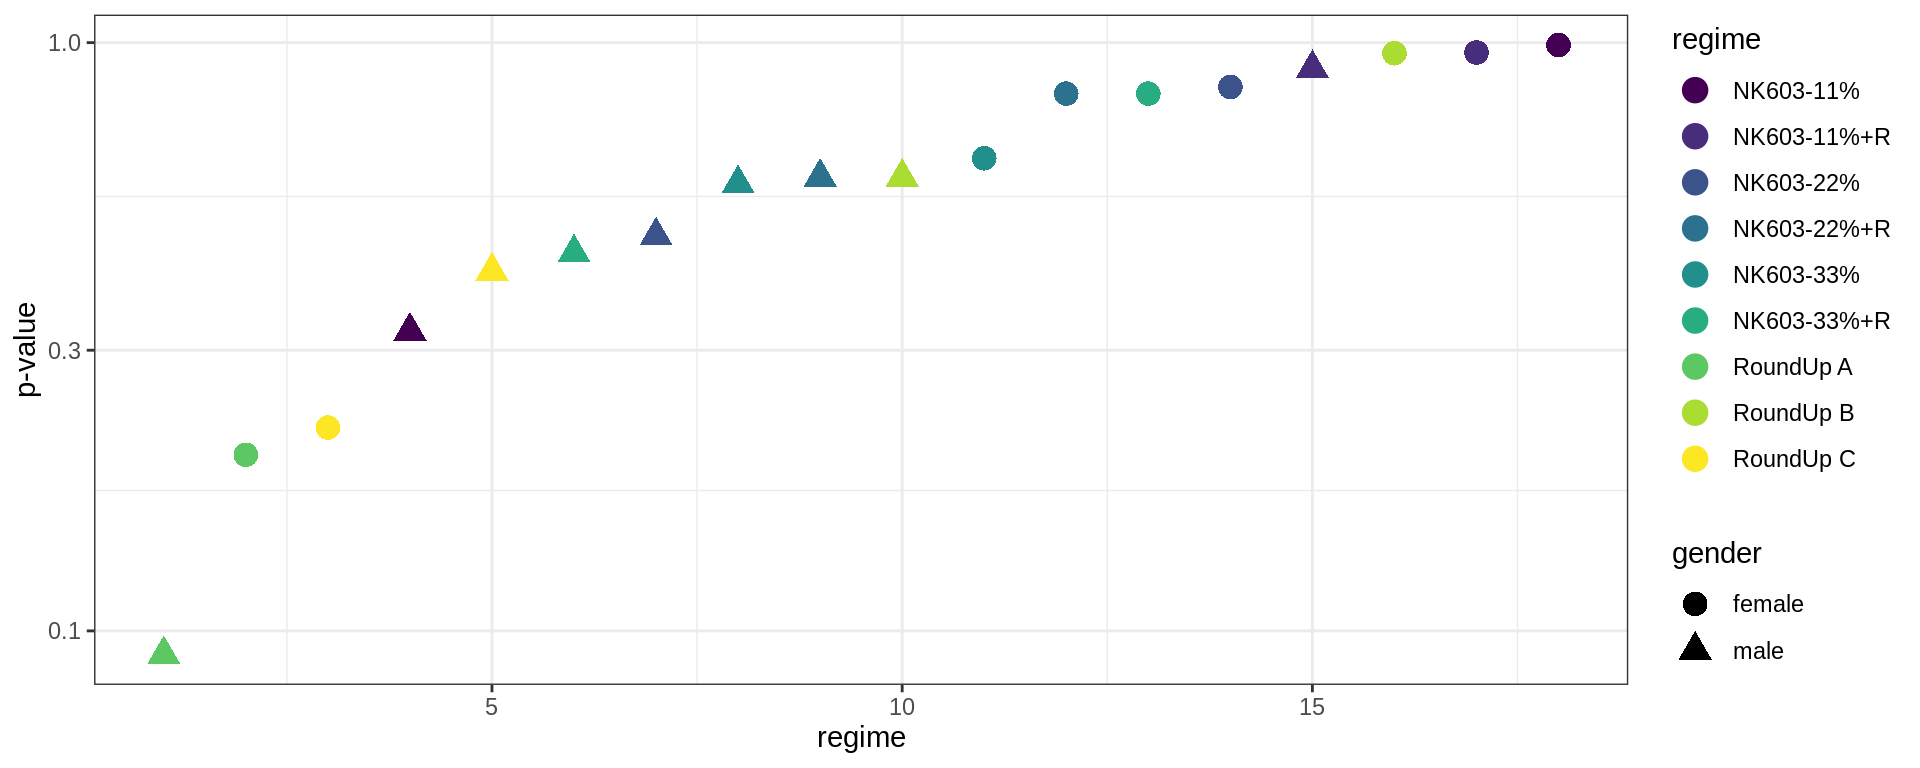 1.0
0.3
0.1
p-value
5
10
15
regime
regime
NK603-11%
NK603-11%+R
NK603-22%
NK603-22%+R
NK603-33%
NK603-33%+R
RoundUp A
RoundUp B
RoundUp C
gender
female
male